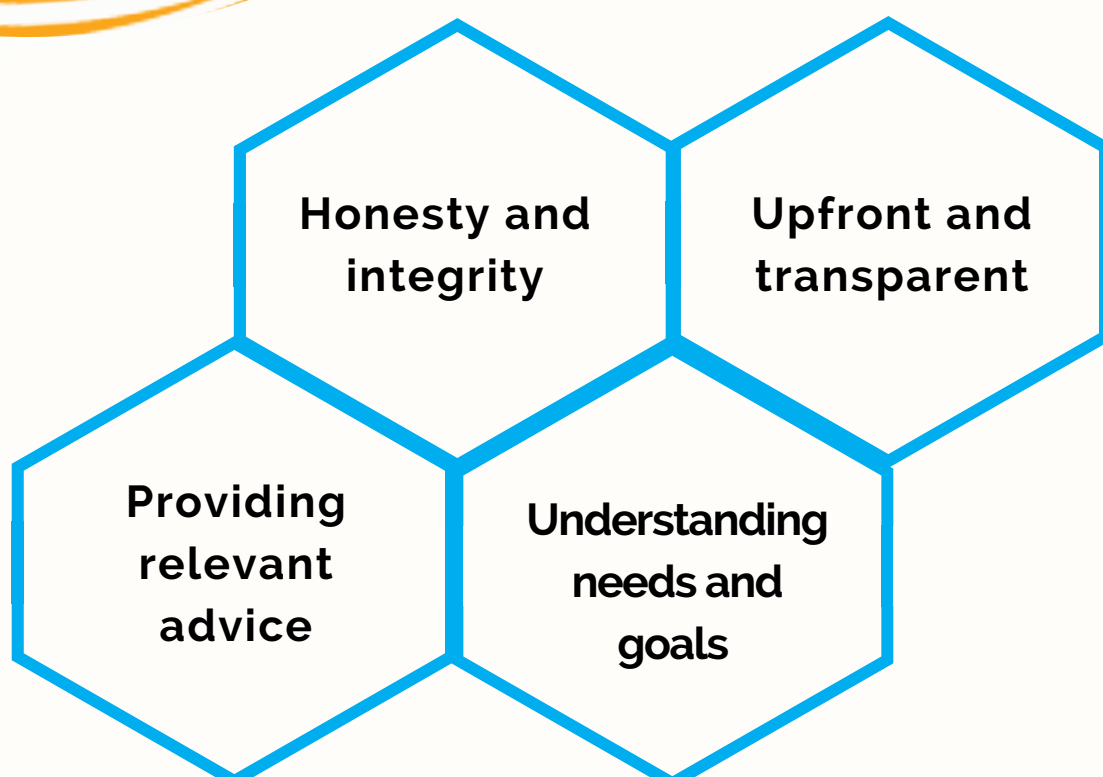 Honesty and
integrity
Upfront and
transparent
Providing
relevant
advice
Understanding
needs and
goals